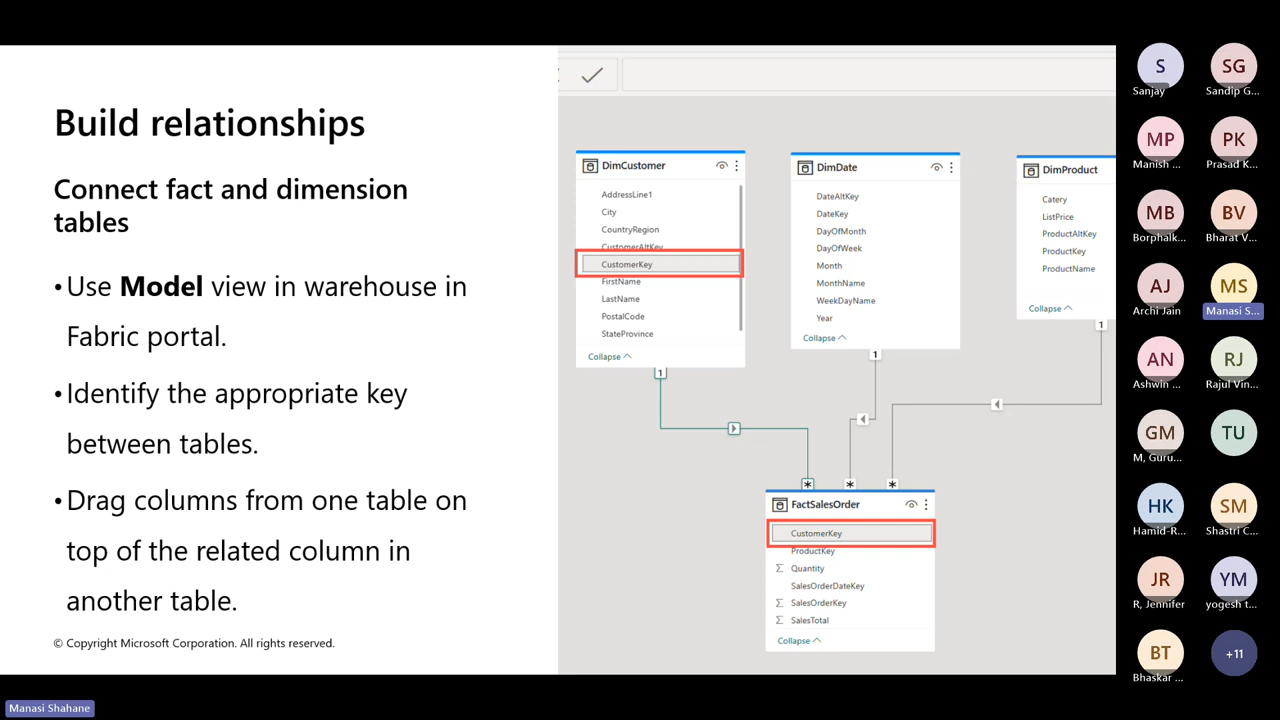 Build relationships
Connect fact and dimension
tables
•Use Model view in warehouse in
Fabric portal.
•Identify the appropriate key
between tables.
•Drag columns from one table on
top of the related column in
another table.
© Copyright Microsoft Corporation. All rights reserved.
DimCustomer
AddressLine1
City
CountryRegion
CustomerAltKey
CustomerKey
FirstName
LastName
PostalCode
StateProvince
Collapse
1
DimDate
DateAltKey
DateKey
DayOfMonth
DayOfWeek
Month
MonthName
WeekDayName
Year
Collapse
1
DimProduct
Catery
ListPrice
ProductAltKey
ProductKey
ProductName
Collapse
1
* * *
FactSalesOrder
CustomerKey
ProductKey
Σ Quantity
SalesOrderDateKey
Σ SalesOrderKey
Σ SalesTotal
Collapse
S SG
Sanjay Sandip G...
MP PK
Manish ... Prasad K...
MB BV
Borphalk... Bharat V...
AJ MS
Archi Jain Manasi S...
AN RJ
Ashwin ... Rajul Vin...
GM TU
M, Guru...
HK SM
Hamid-R... Shastri C...
JR YM
R, Jennifer yogesh t...
BT +11
Bhaskar ...
Manasi Shahane